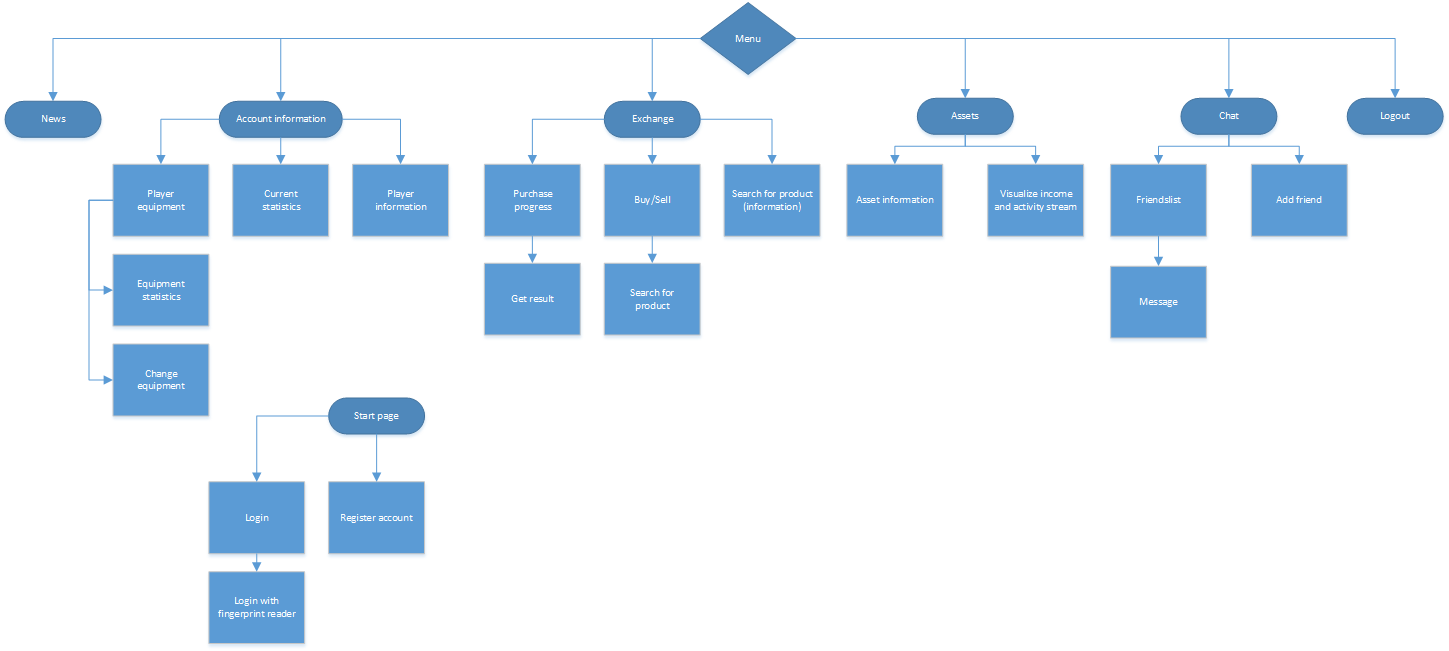 Menu
News
Account information
Exchange
Assets
Chat
Logout
Player
equipment
Current
statistics
Player
information
Purchase
progress
Buy/Sell
Search for product
(information)
Asset information
Visualize income
and activity stream
Friendslist
Add friend
Equipment
statistics
Get result
Search for
product
Message
Change
equipment
Start page
Login
Register account
Login with
fingerprint reader